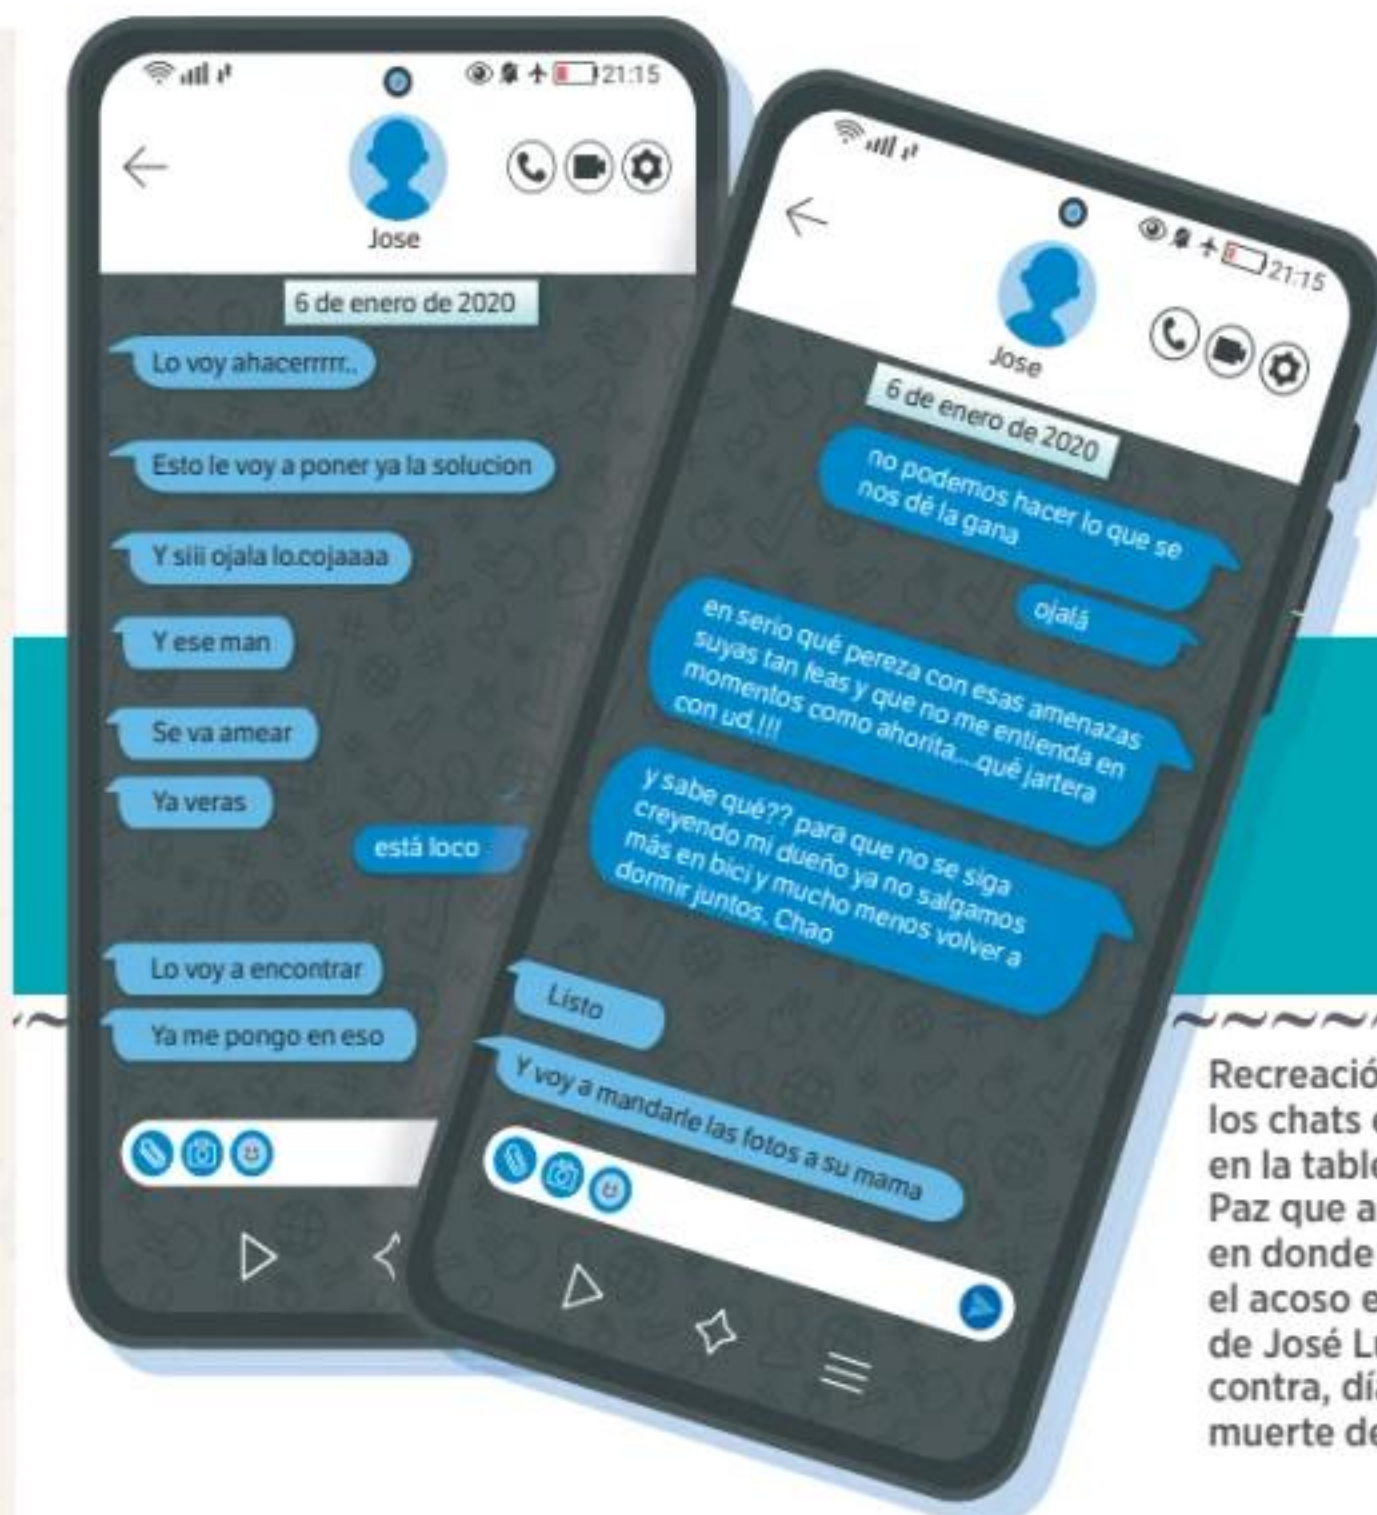 21:15
Jose
6 de enero de 2020
Lo voy ahacerrrrr..
Esto le voy a poner ya la solucion
Y siii ojala lo.cojaaaa
Y ese man
Se va amear
Ya veras
está loco
Lo voy a encontrar
Ya me pongo en eso
21:15
Jose
6 de enero de 2020
no podemos hacer lo que se
nos dé la gana
ojalá
en serio qué pereza con esas amenazas
suyas tan feas y que no me entienda en
momentos como ahorita,...qué jartera
con ud,!!!
y sabe qué?? para que no se siga
creyendo mi dueño ya no salgamos
más en bici y mucho menos volver a
dormir juntos. Chao
Listo
Y voy a mandarle las fotos a su mama
los chats
en la
Paz que
en donde
el acoso
de José
contra,
muerte